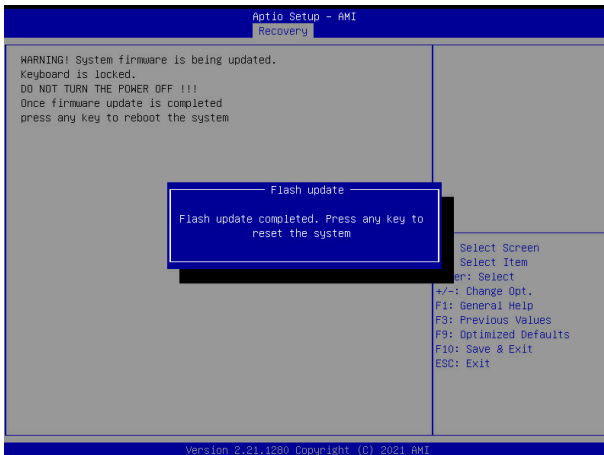 Aptio Setup – AMI
Recovery
WARNING! System firmware is being updated.
Keyboard is locked.
DO NOT TURN THE POWER OFF !!!
Once firmware update is completed
press any key to reboot the system
Flash update
Flash update completed. Press any key to
reset the system
Select Screen
Select Item
er: Select
+/-: Change Opt.
F1: General Help
F3: Previous Values
F9: Optimized Defaults
F10: Save & Exit
ESC: Exit
Version 2.21.1280 Copyright (C) 2021 AMI